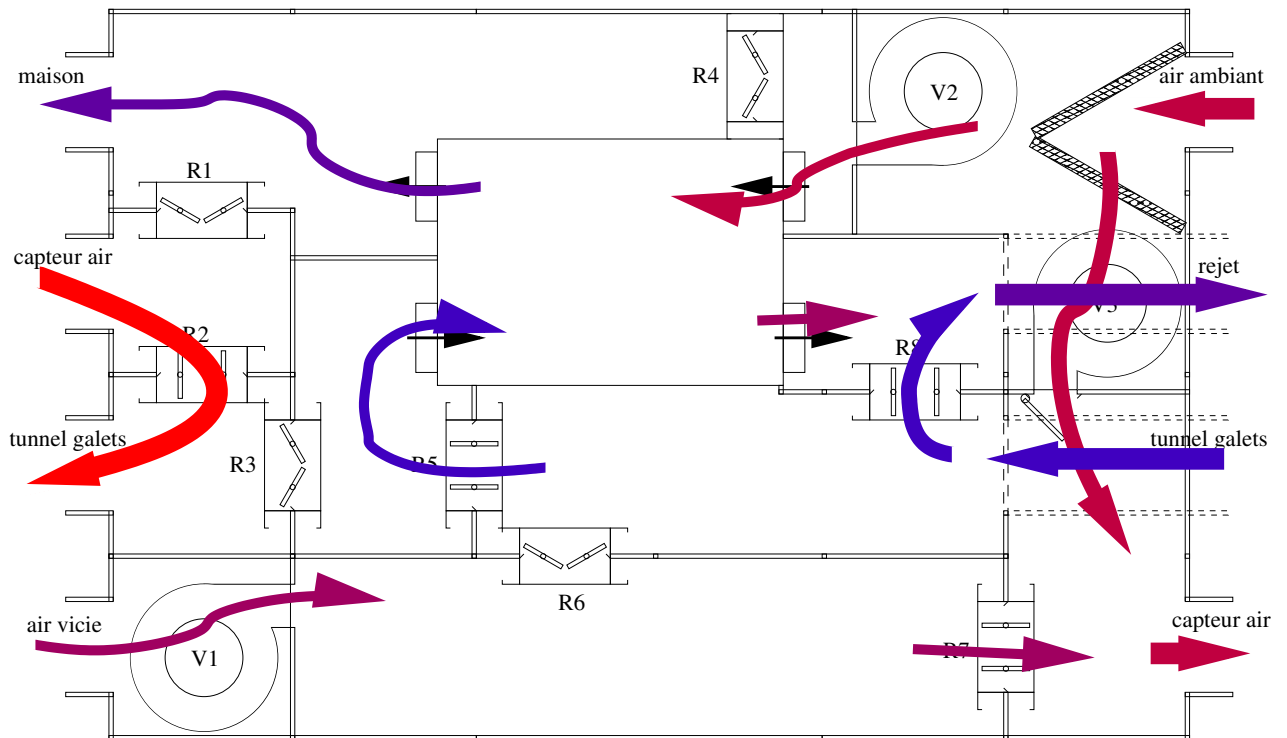 maison
R4
V2
air ambiant
R1
capteur air
rejet
V3
R2
R8
tunnel galets
R3
R5
tunnel galets
R6
air vicie
V1
R7
capteur air